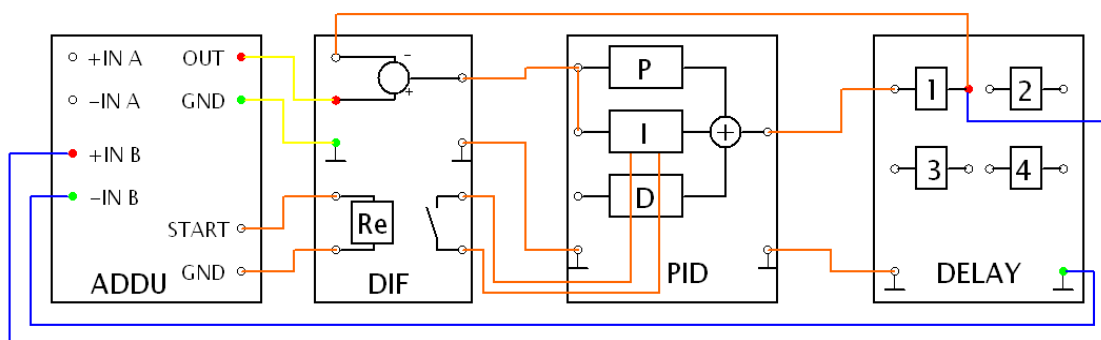 +IN A
OUT
-IN A
GND
+IN B
-IN B
START
GND
ADDU
-
+
Re
DIF
P
I
+
D
PID
1
2
3
4
DELAY